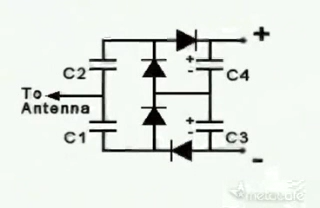 +
C2
+
-
C4
To
Antenna
C1
+
-
C3
-